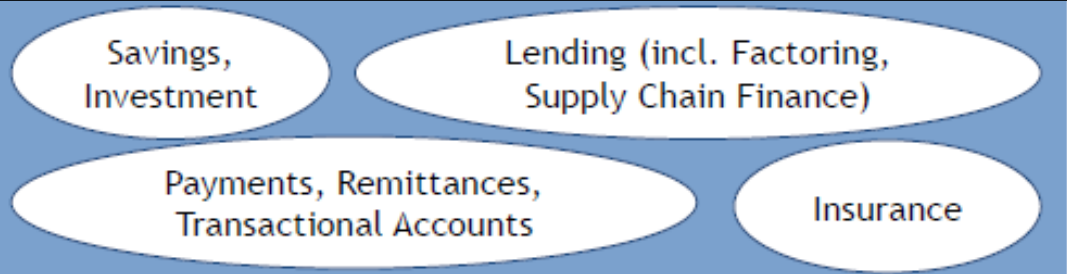 Savings,
Investment
Lending (incl. Factoring,
Supply Chain Finance)
Payments, Remittances,
Transactional Accounts
Insurance